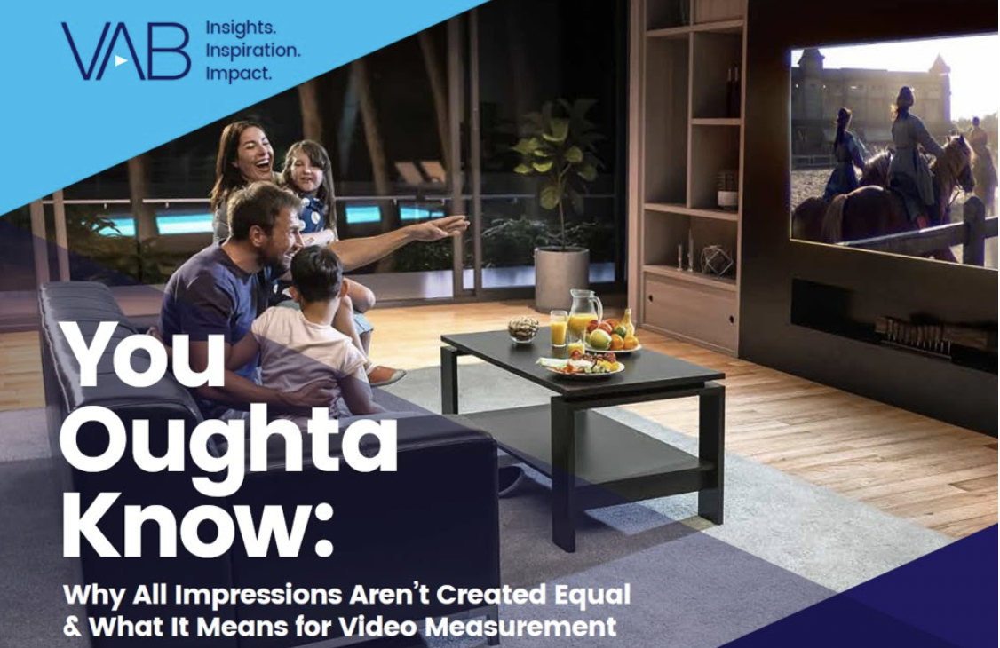 VAB
Insights.
Inspiration.
Impact.
You
Oughta
Know:
Why All Impressions Aren’t Created Equal
& What It Means for Video Measurement